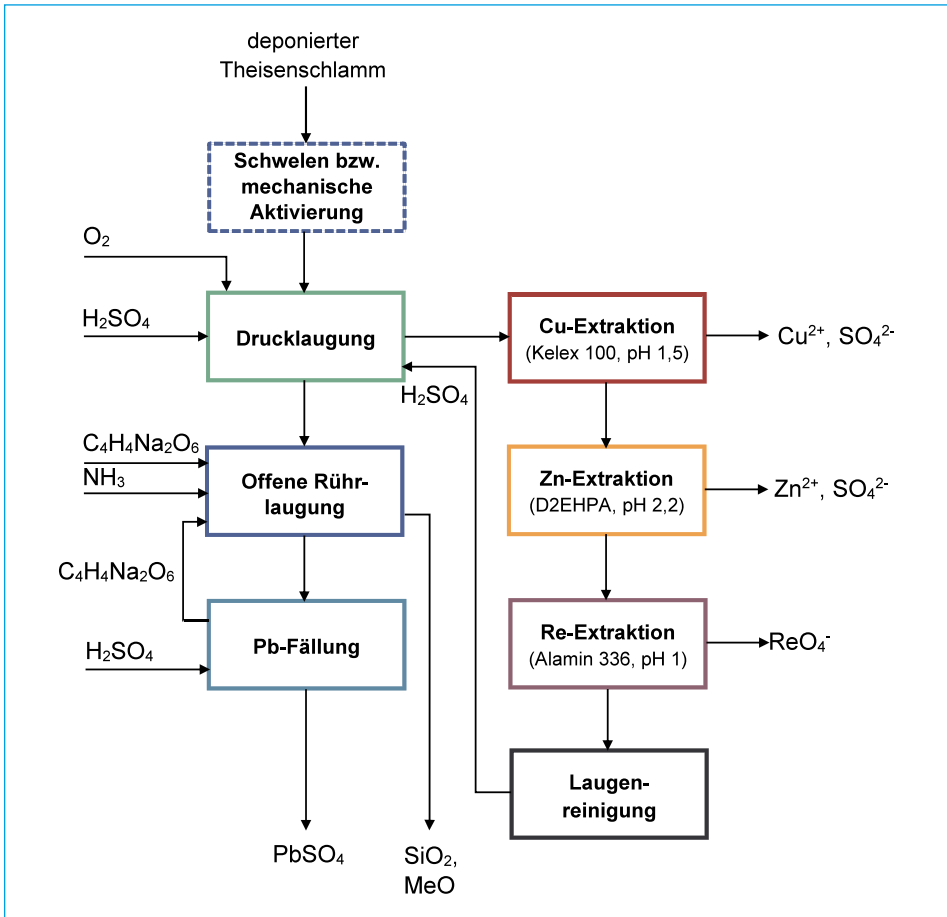 deponierter
Theisenschlamm
Schwelen bzw.
mechanische
Aktivierung
O₂
H₂SO₄
Drucklaugung
Cu-Extraktion
(Kelex 100, pH 1,5)
Cu²⁺, SO₄²⁻
H₂SO₄
C₄H₄Na₂O₆
NH₃
Offene Rühr-
laugung
Zn-Extraktion
(D2EHPA, pH 2,2)
Zn²⁺, SO₄²⁻
C₄H₄Na₂O₆
H₂SO₄
Pb-Fällung
Re-Extraktion
(Alamin 336, pH 1)
ReO₄⁻
Laugen-
reinigung
PbSO₄
SiO₂,
MeO